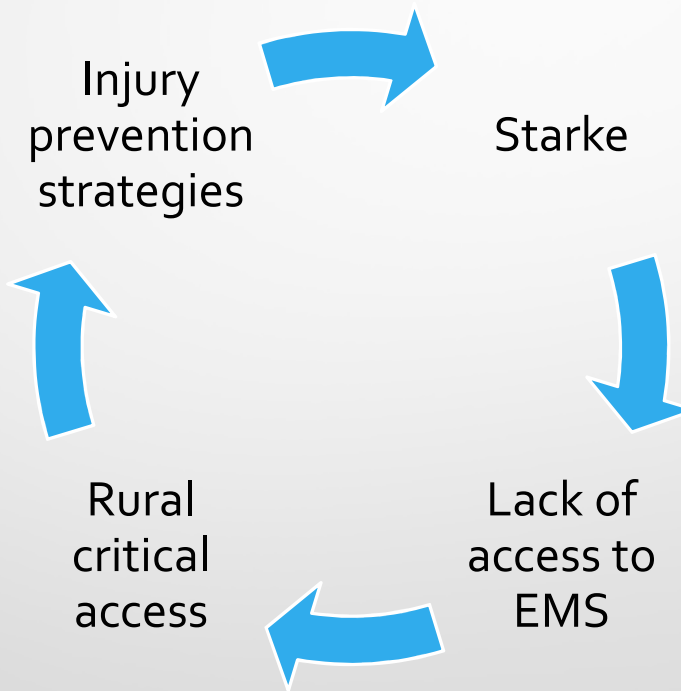 Injury
prevention
strategies
Starke
Lack of
access to
EMS
Rural
critical
access